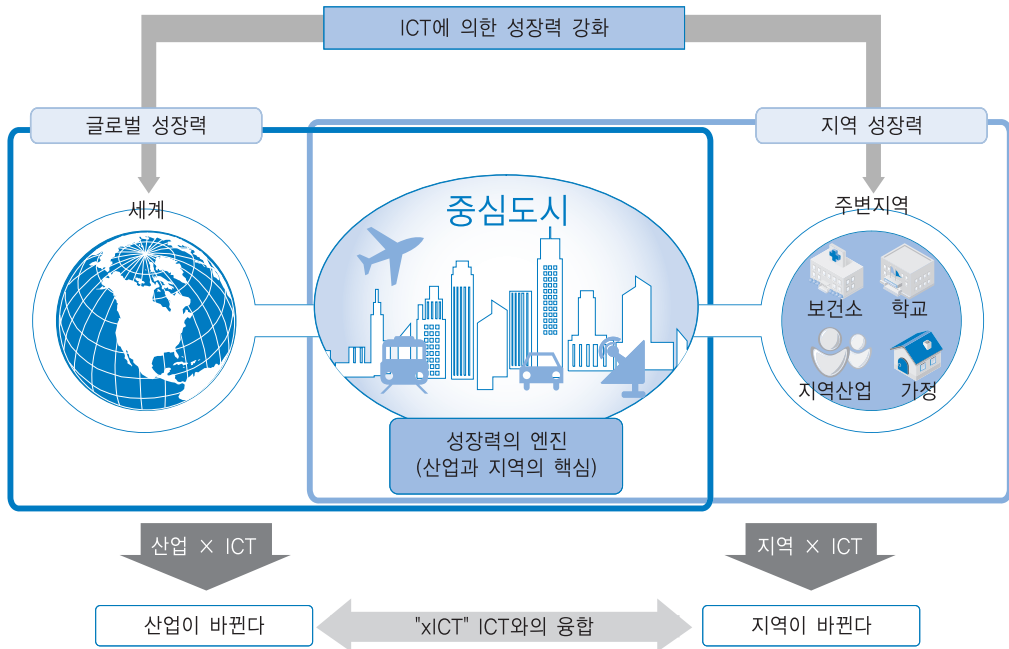 ICT에 의한 성장력 강화
글로벌 성장력
지역 성장력
세계
중심도시
주변지역
보건소
학교
지역산업
가정
성장력의 엔진
(산업과 지역의 핵심)
산업 × ICT
지역 × ICT
산업이 바뀐다
"xICT" ICT와의 융합
지역이 바뀐다